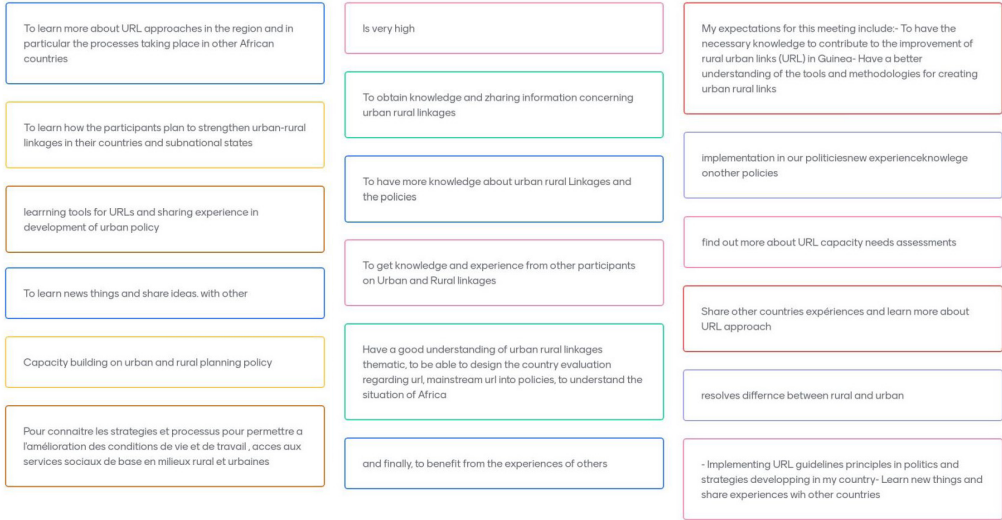 To learn more about URL approaches in the region and in
particular the processes taking place in other African
countries
To learn how the participants plan to strengthen urban-rural
linkages in their countries and subnational states
learrning tools for URLs and sharing experience in
development of urban policy
To learn news things and share ideas. with other
Capacity building on urban and rural planning policy
Pour connaitre les strategies et processus pour permettre a
l'amélioration des conditions de vie et de travail , acces aux
services sociaux de base en milieux rural et urbaines
Is very high
To obtain knowledge and zharing information concerning
urban rural linkages
To have more knowledge about urban rural Linkages and
the policies
To get knowledge and experience from other participants
on Urban and Rural linkages
Have a good understanding of urban rural linkages
thematic, to be able to design the country evaluation
regarding url, mainstream url into policies, to understand the
situation of Africa
and finally, to benefit from the experiences of others
My expectations for this meeting include:- To have the
necessary knowledge to contribute to the improvement of
rural urban links (URL) in Guinea- Have a better
understanding of the tools and methodologies for creating
urban rural links
implementation in our politiciesnew experienceknowlege
onother policies
find out more about URL capacity needs assessments
Share other countries expériences and learn more about
URL approach
resolves differnce between rural and urban
- Implementing URL guidelines principles in politics and
strategies developping in my country- Learn new things and
share experiences wih other countries